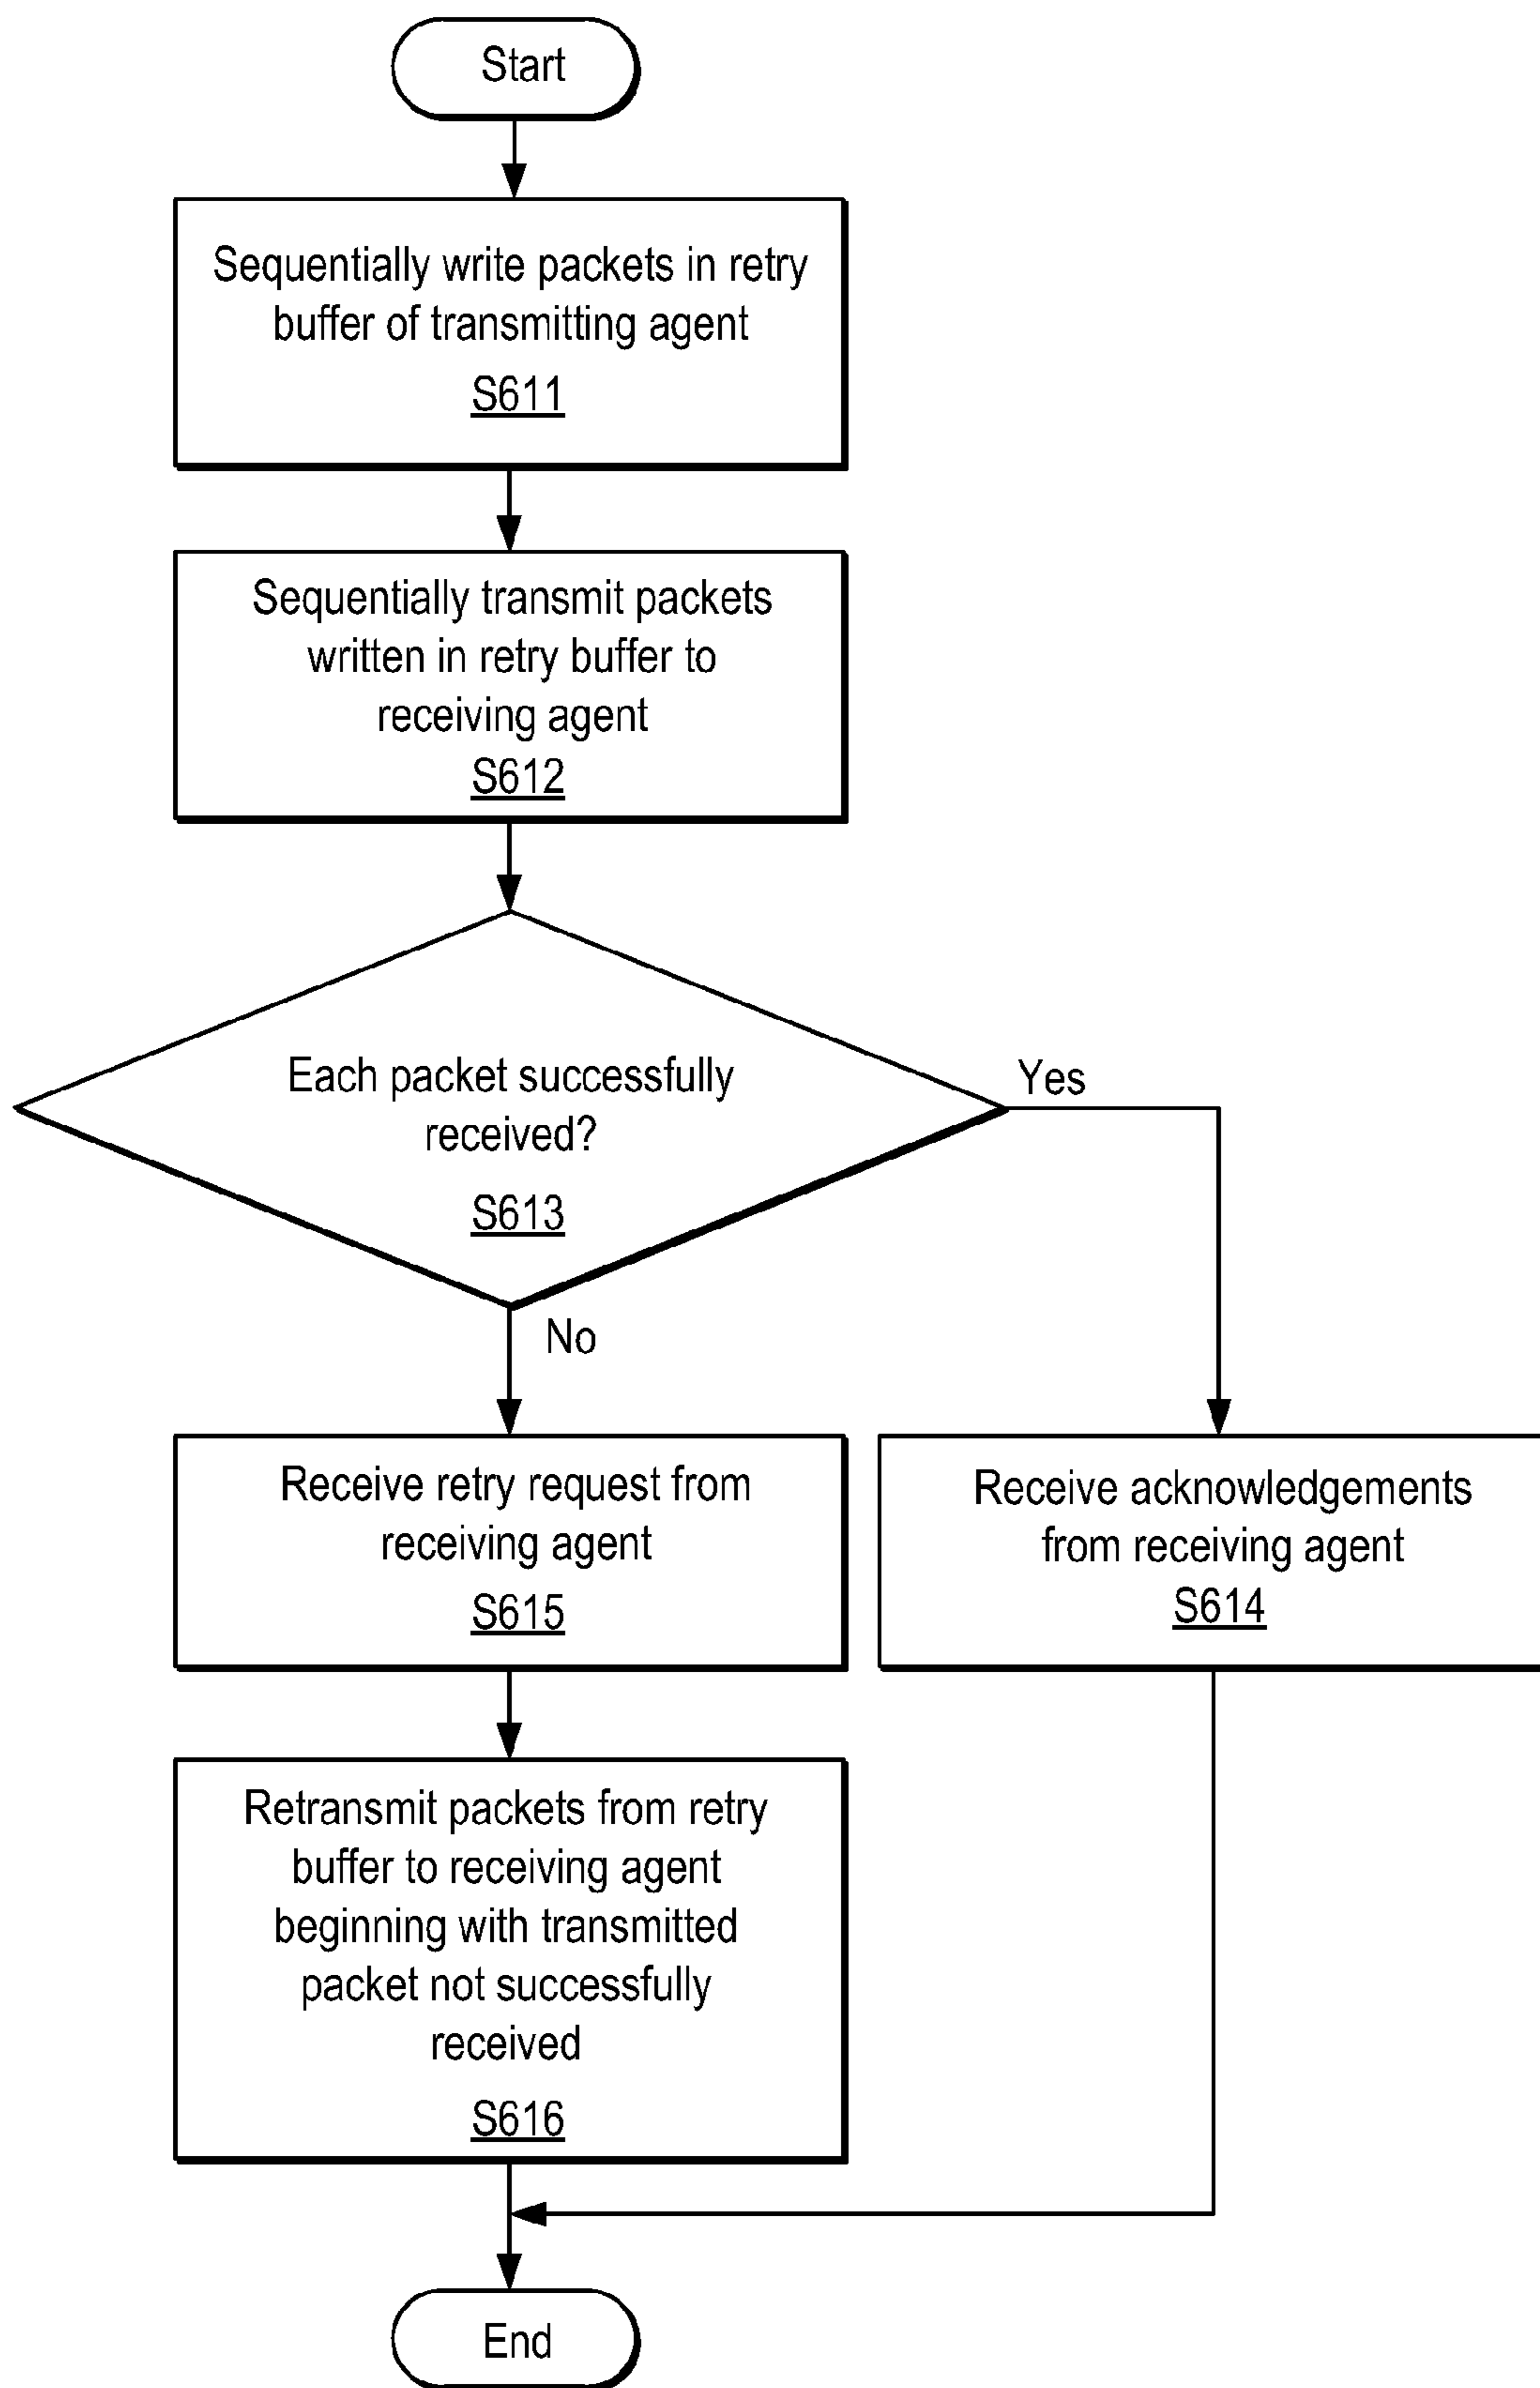 Start
Sequentially write packets in retry
buffer of transmitting agent
S611
Sequentially transmit packets
written in retry buffer to
receiving agent
S612
Each packet successfully
received?
S613
Yes
No
Receive retry request from
receiving agent
S615
Receive acknowledgements
from receiving agent
S614
Retransmit packets from retry
buffer to receiving agent
beginning with transmitted
packet not successfully
received
S616
End